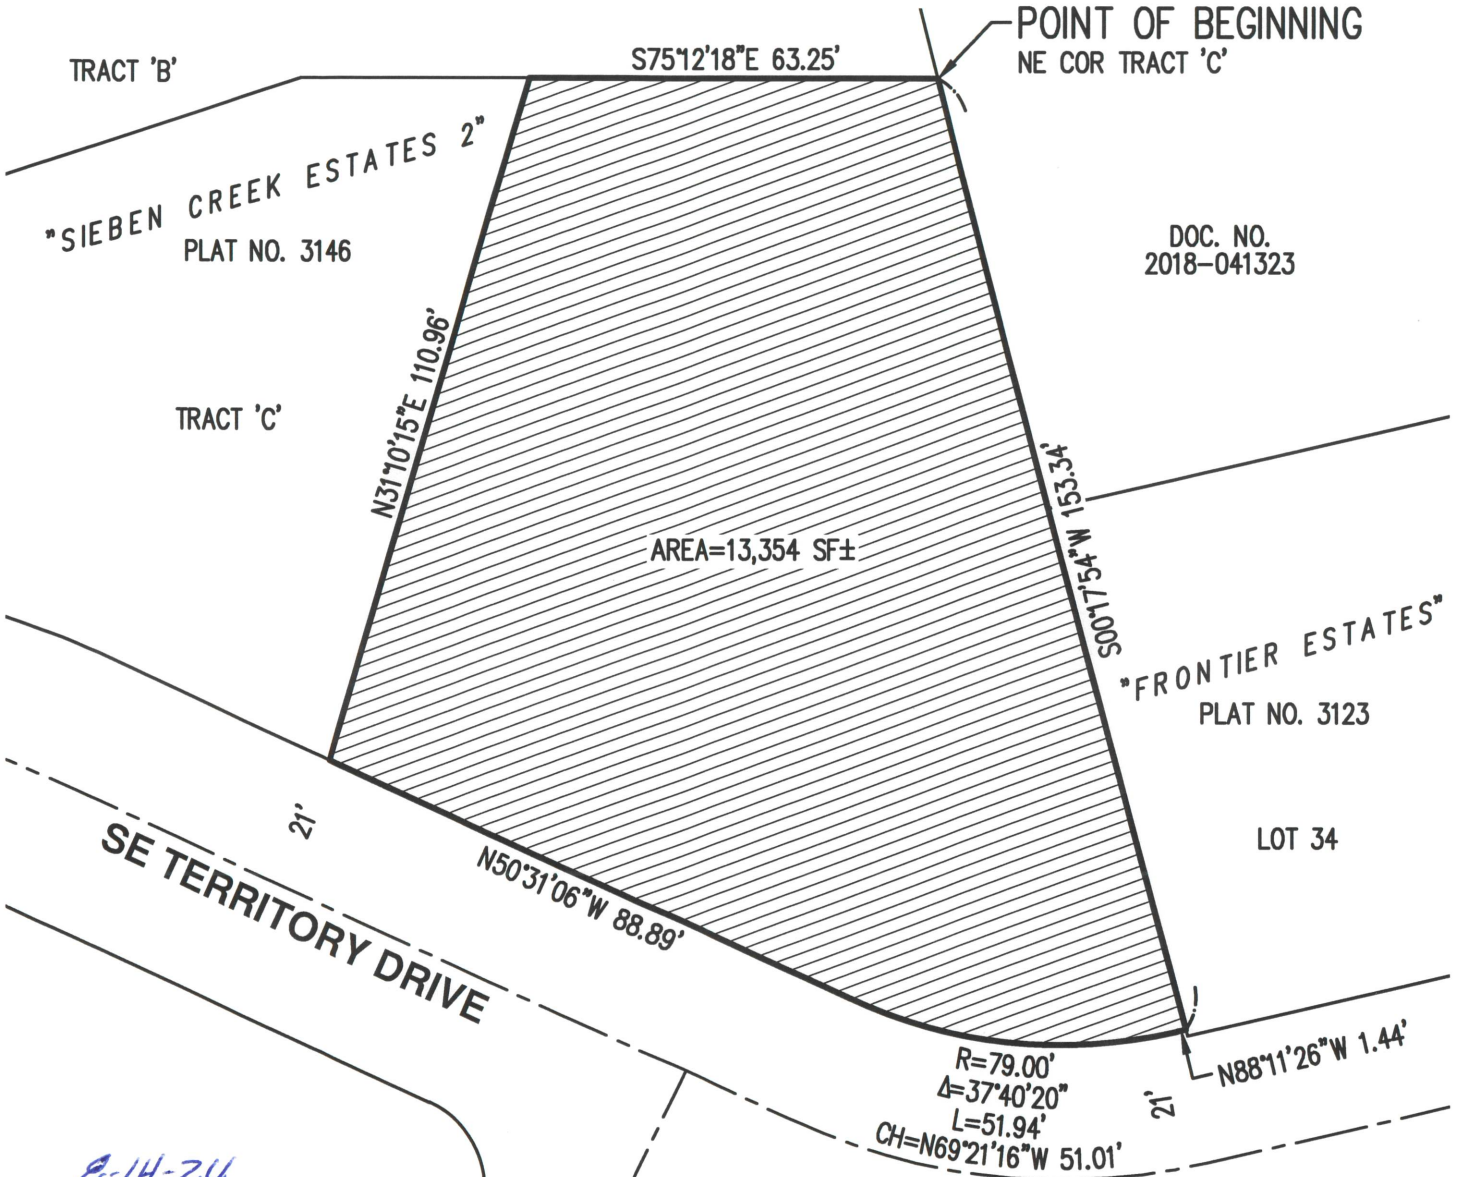 POINT OF BEGINNING
NE COR TRACT 'C'
S75°12'18"E 63.25'
TRACT 'B'
"SIEBEN CREEK ESTATES 2"
PLAT NO. 3146
DOC. NO.
2018-041323
N31°10'15"E 110.96'
TRACT 'C'
S00°17'54"W 153.34'
AREA=13,354 SF±
"FRONTIER ESTATES"
PLAT NO. 3123
LOT 34
21'
SE TERRITORY DRIVE
N50°31'06"W 88.89'
N88°11'26"W 1.44'
21'
R=79.00'
Δ=37°40'20"
L=51.94'
CH=N69°21'16"W 51.01'